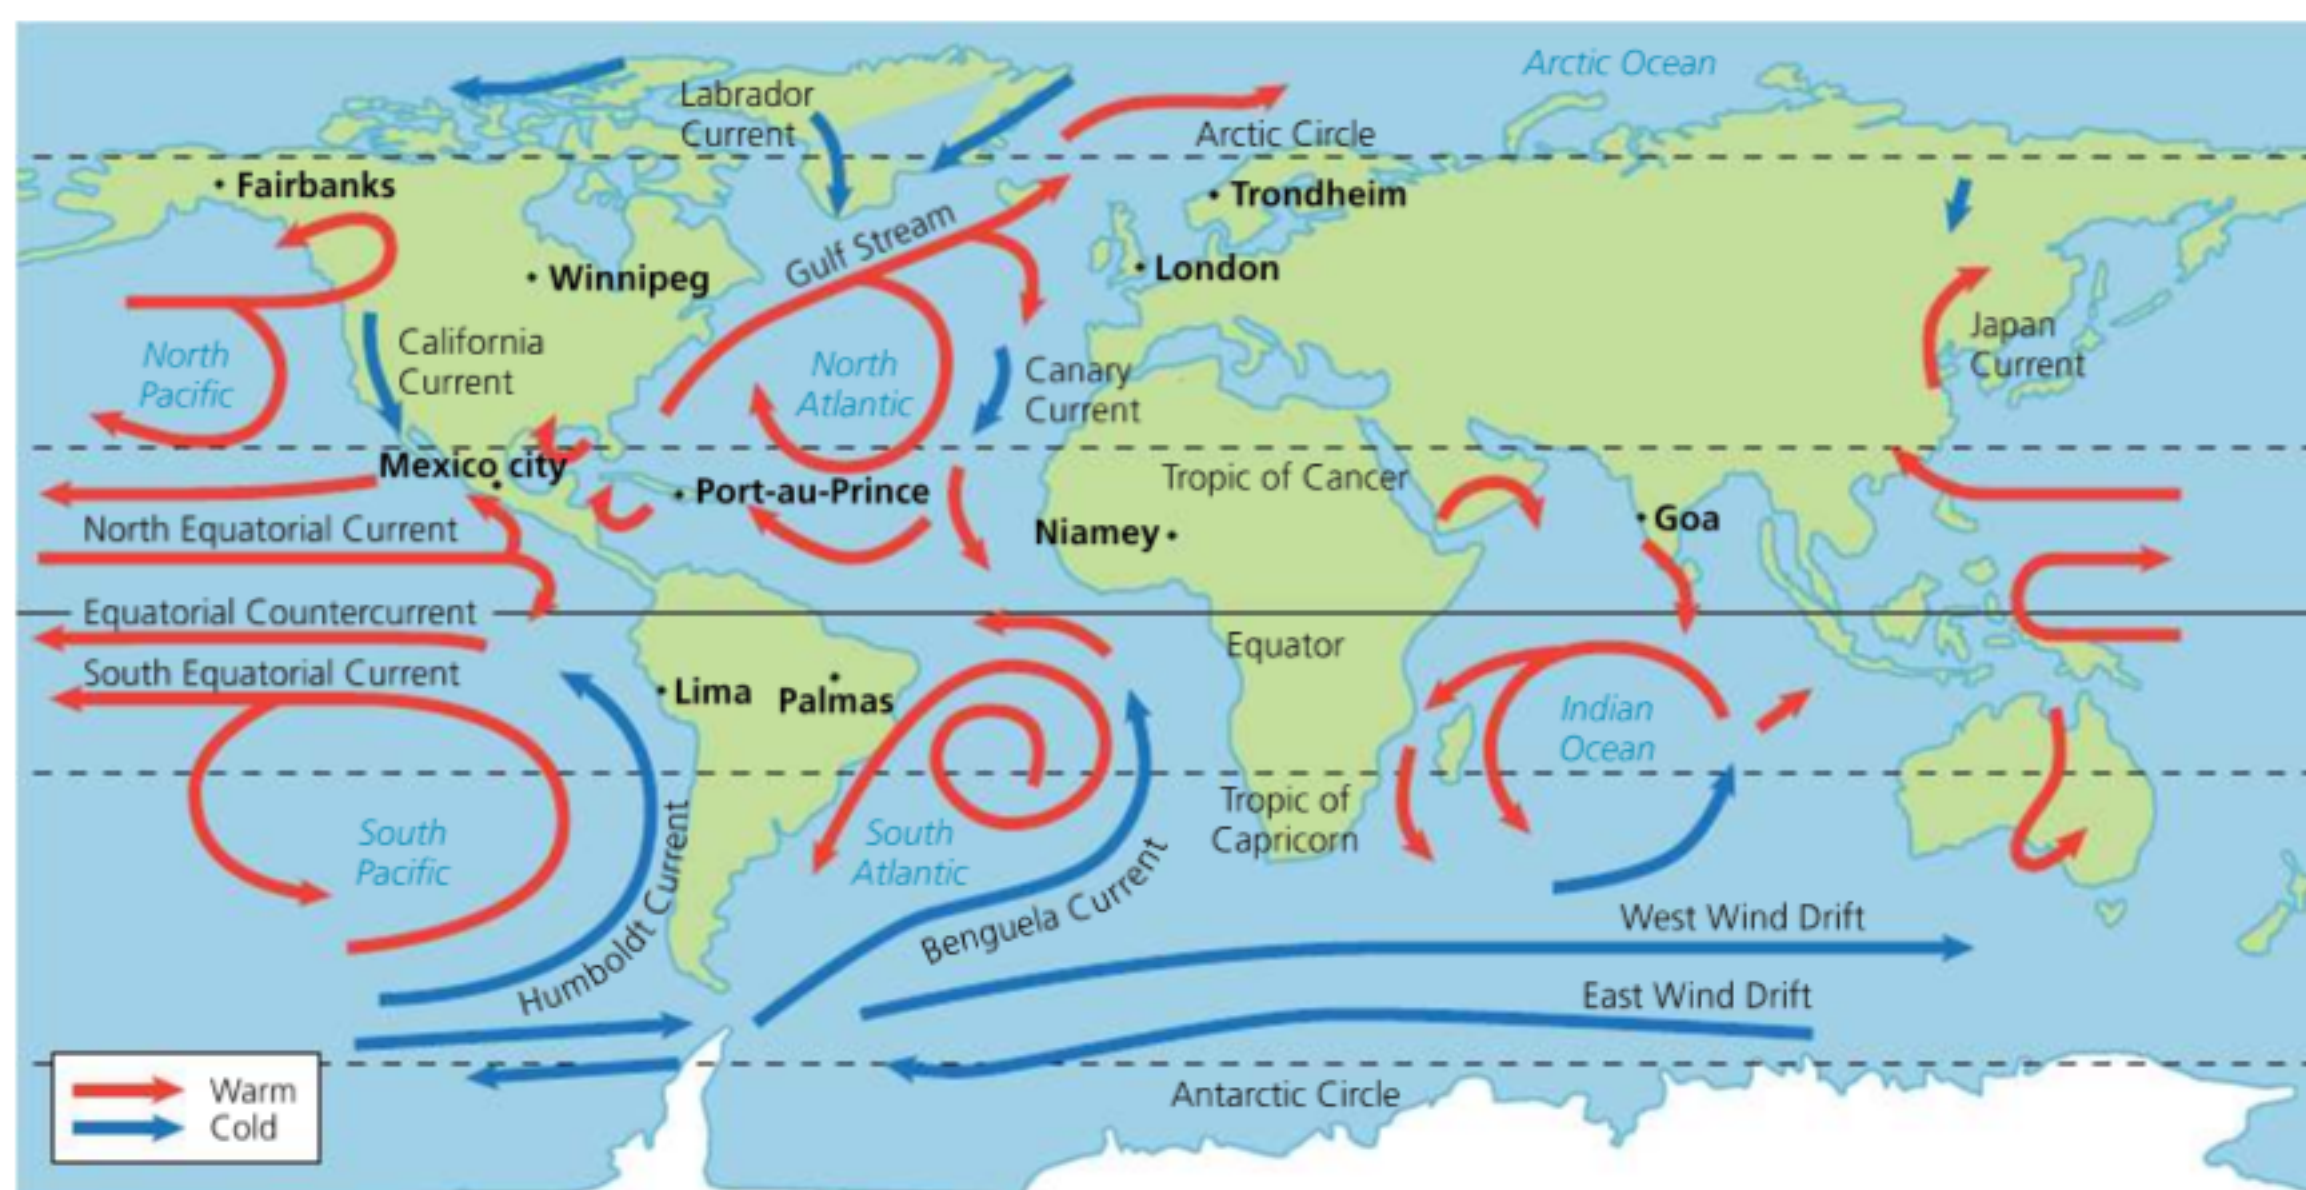 Arctic Ocean
Labrador
Current
Arctic Circle
Fairbanks
Trondheim
Gulf Stream
Winnipeg
London
North
Pacific
California
Current
North
Atlantic
Canary
Current
Japan
Current
Mexico city
Port-au-Prince
Tropic of Cancer
North Equatorial Current
Niamey
Goa
Equatorial Countercurrent
Equator
South Equatorial Current
Lima
Palmas
Indian
Ocean
South
Pacific
Humboldt Current
South
Atlantic
Tropic of
Capricorn
Benguela Current
West Wind Drift
East Wind Drift
Antarctic Circle
Warm
Cold